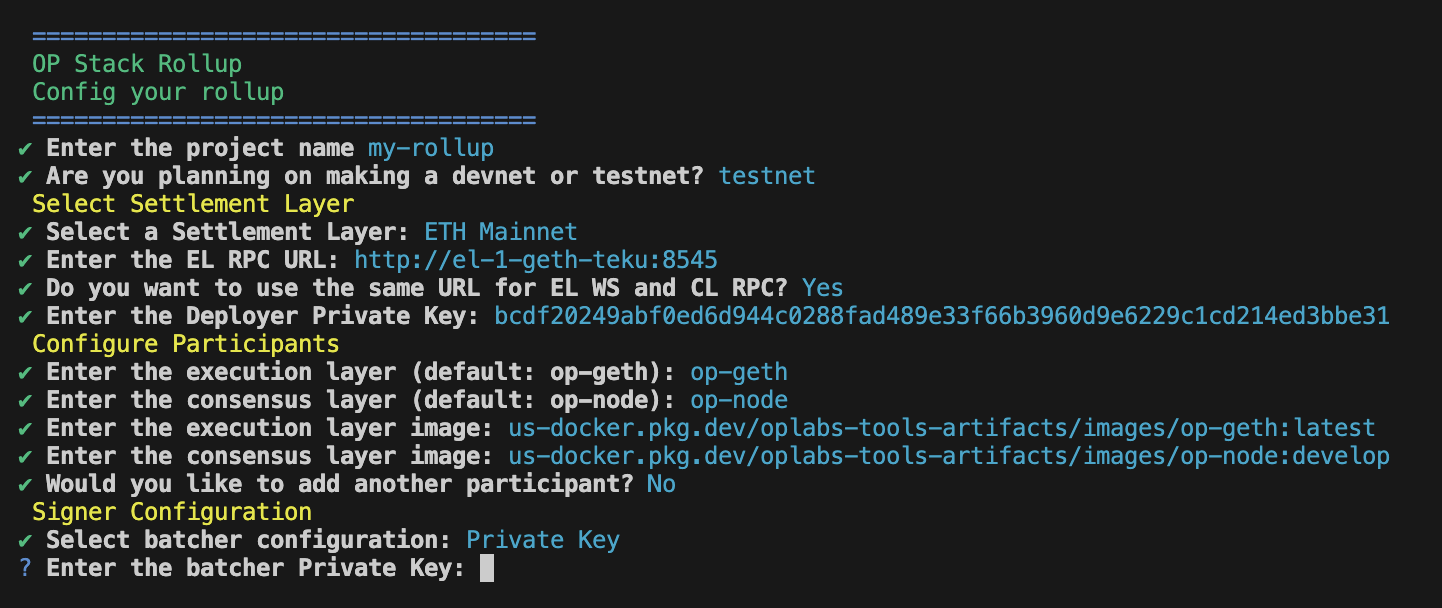 ====================================
OP Stack Rollup
Config your rollup
====================================
✔ Enter the project name my-rollup
✔ Are you planning on making a devnet or testnet? testnet
Select Settlement Layer
✔ Select a Settlement Layer: ETH Mainnet
✔ Enter the EL RPC URL: http://el-1-geth-teku:8545
✔ Do you want to use the same URL for EL WS and CL RPC? Yes
✔ Enter the Deployer Private Key: bcdf20249abf0ed6d944c0288fad489e33f66b3960d9e6229c1cd214ed3bbe31
Configure Participants
✔ Enter the execution layer (default: op-geth): op-geth
✔ Enter the consensus layer (default: op-node): op-node
✔ Enter the execution layer image: us-docker.pkg.dev/oplabs-tools-artifacts/images/op-geth:latest
✔ Enter the consensus layer image: us-docker.pkg.dev/oplabs-tools-artifacts/images/op-node:develop
✔ Would you like to add another participant? No
Signer Configuration
✔ Select batcher configuration: Private Key
? Enter the batcher Private Key: